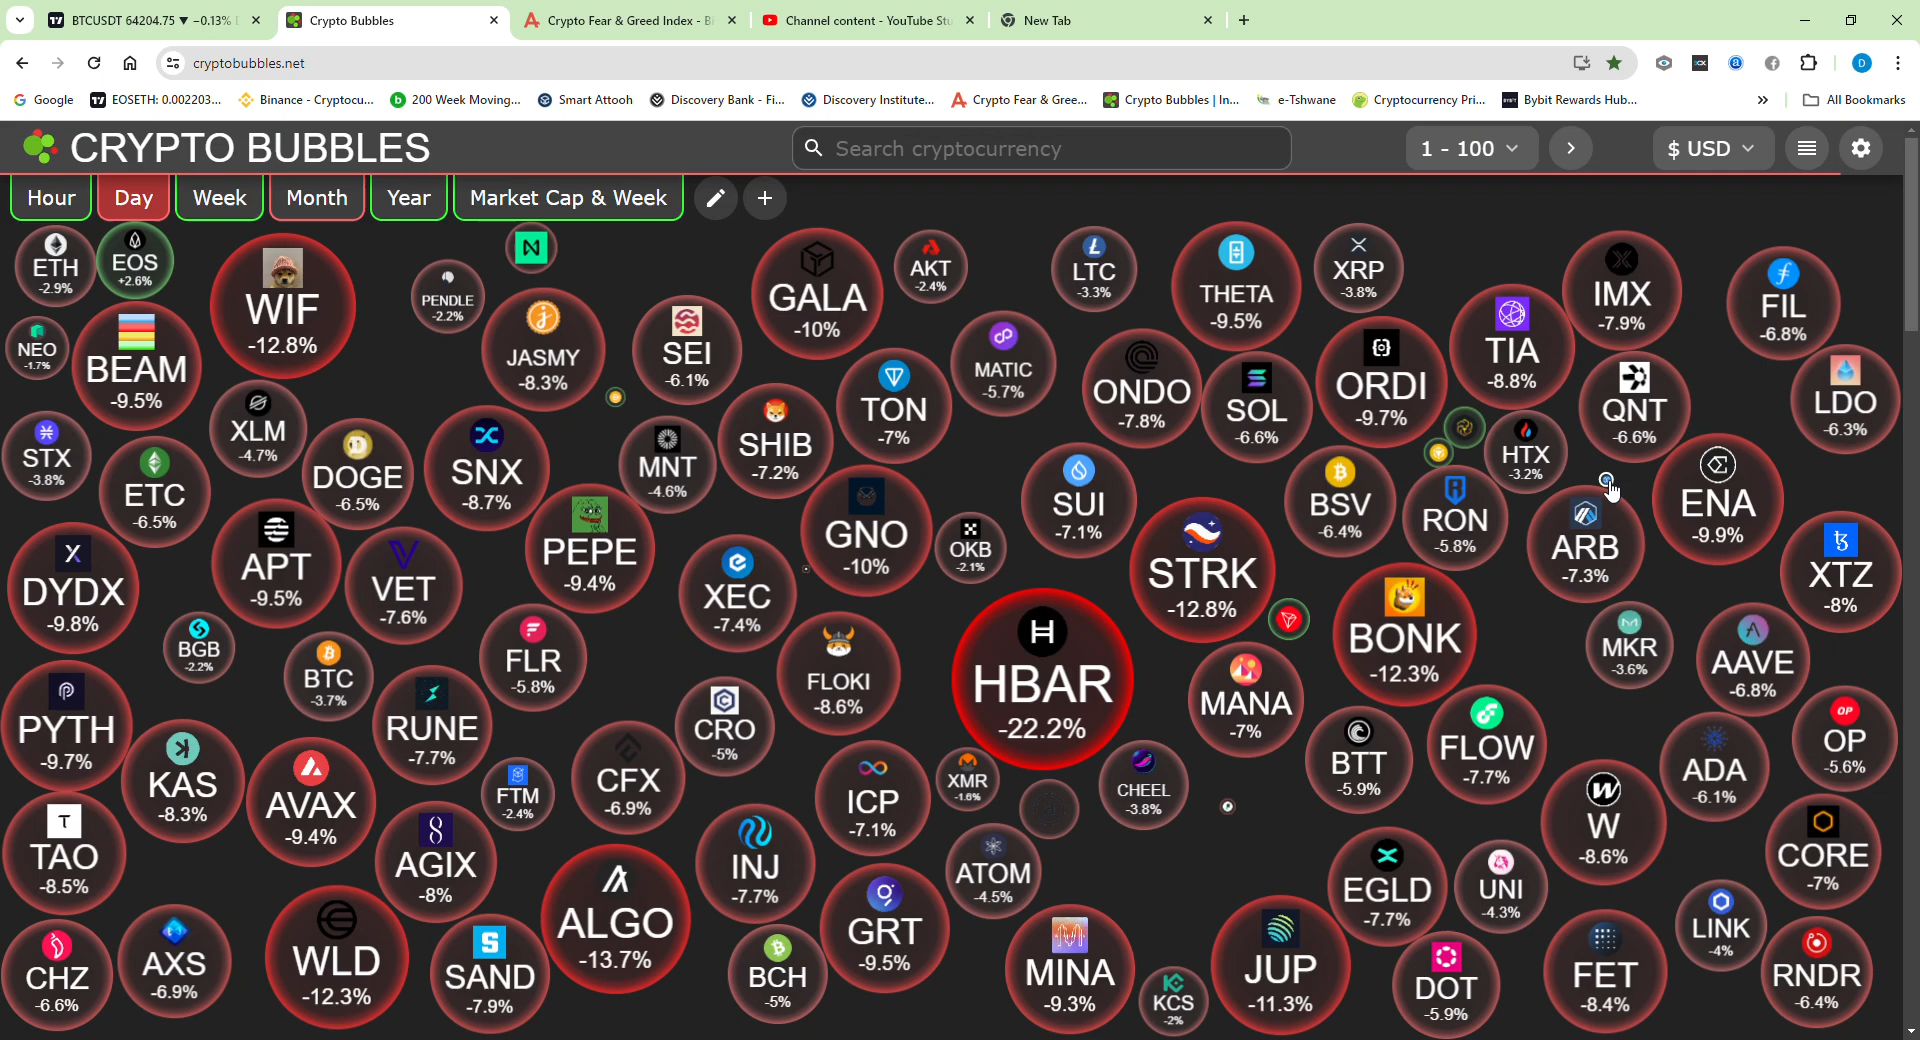 BTCUSDT 64204.75 ▼ −0.13%
Crypto Bubbles
Crypto Fear & Greed Index - B
Channel content - YouTube Stu
New Tab
cryptobubbles.net
Google
EOSETH: 0.002203...
Binance - Cryptocu...
200 Week Moving...
Smart Attooh
Discovery Bank - Fi...
Discovery Institute...
Crypto Fear & Gree...
Crypto Bubbles | In...
e-Tshwane
Cryptocurrency Pri...
Bybit Rewards Hub...
»
All Bookmarks
CRYPTO BUBBLES
Search cryptocurrency
1 - 100
$ USD
Hour
Day
Week
Month
Year
Market Cap & Week
ETH
-2.9%
EOS
+2.6%
WIF
-12.8%
PENDLE
-2.2%
GALA
-10%
AKT
-2.4%
LTC
-3.3%
THETA
-9.5%
XRP
-3.8%
IMX
-7.9%
FIL
-6.8%
NEO
-1.7%
BEAM
-9.5%
JASMY
-8.3%
SEI
-6.1%
MATIC
-5.7%
TIA
-8.8%
ONDO
-7.8%
ORDI
-9.7%
TON
-7%
SOL
-6.6%
QNT
-6.6%
LDO
-6.3%
STX
-3.8%
XLM
-4.7%
DOGE
-6.5%
SNX
-8.7%
MNT
-4.6%
SHIB
-7.2%
HTX
-3.2%
ETC
-6.5%
SUI
-7.1%
BSV
-6.4%
RON
-5.8%
ENA
-9.9%
APT
-9.5%
PEPE
-9.4%
GNO
-10%
OKB
-2.1%
ARB
-7.3%
DYDX
-9.8%
VET
-7.6%
XEC
-7.4%
STRK
-12.8%
XTZ
-8%
BGB
-2.2%
BTC
-3.7%
FLR
-5.8%
FLOKI
-8.6%
HBAR
-22.2%
BONK
-12.3%
MKR
-3.6%
AAVE
-6.8%
PYTH
-9.7%
RUNE
-7.7%
CRO
-5%
MANA
-7%
BTT
-5.9%
FLOW
-7.7%
OP
-5.6%
KAS
-8.3%
AVAX
-9.4%
FTM
-2.4%
CFX
-6.9%
ICP
-7.1%
XMR
-1.6%
CHEEL
-3.8%
ADA
-6.1%
TAO
-8.5%
AGIX
-8%
INJ
-7.7%
ATOM
-4.5%
W
-8.6%
CORE
-7%
EGLD
-7.7%
UNI
-4.3%
CHZ
-6.6%
AXS
-6.9%
WLD
-12.3%
SAND
-7.9%
ALGO
-13.7%
BCH
-5%
GRT
-9.5%
MINA
-9.3%
KCS
-2%
JUP
-11.3%
DOT
-5.9%
FET
-8.4%
LINK
-4%
RNDR
-6.4%